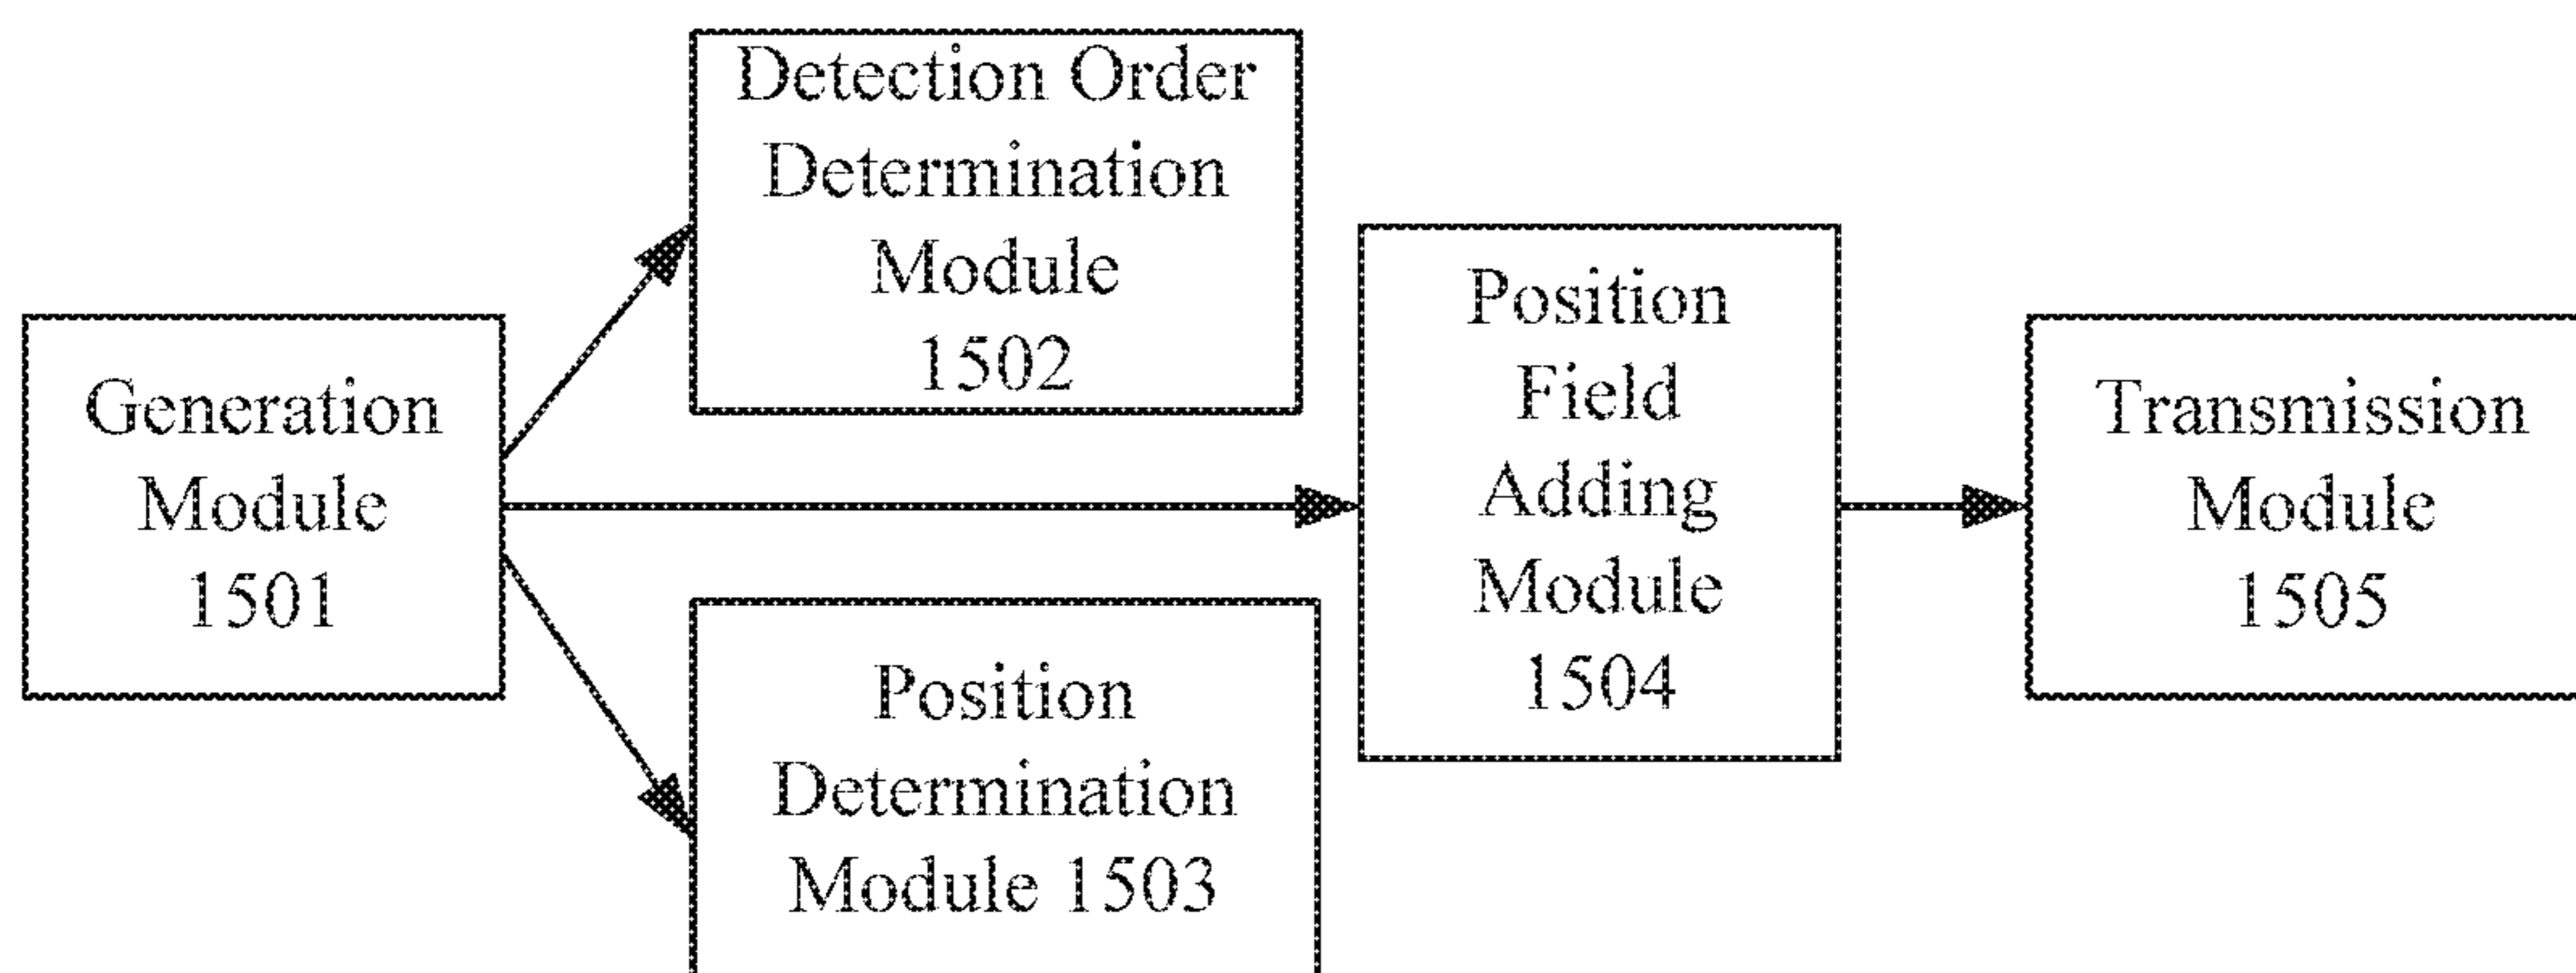 Generation
Module
1501
Detection Order
Determination
Module
1502
Position
Determination
Module 1503
Position
Field
Adding
Module
1504
Transmission
Module
1505